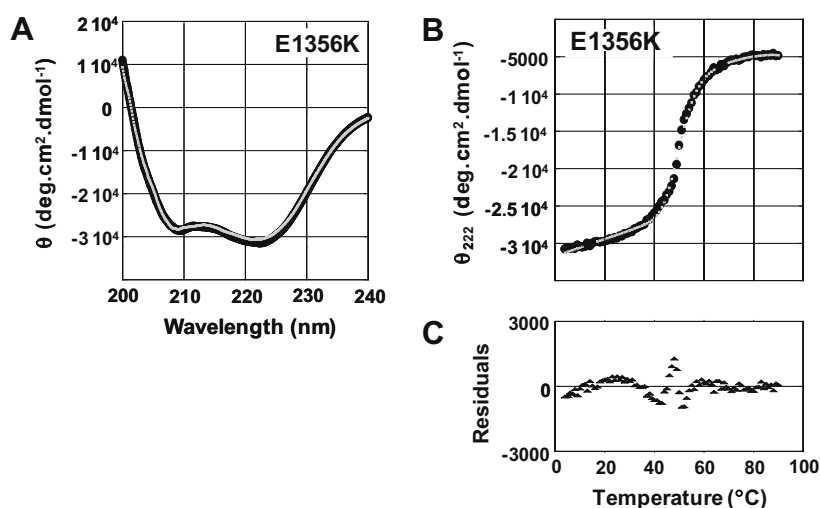 A
E1356K
2 10⁴
1 10⁴
0
-1 10⁴
-2 10⁴
-3 10⁴
θ (deg.cm².dmol⁻¹)
200
210
220
230
240
Wavelength (nm)
B
E1356K
-5000
-1 10⁴
-1.5 10⁴
-2 10⁴
-2.5 10⁴
-3 10⁴
θ₂₂₂ (deg.cm².dmol⁻¹)
C
3000
0
-3000
Residuals
0
20
40
60
80
100
Temperature (°C)